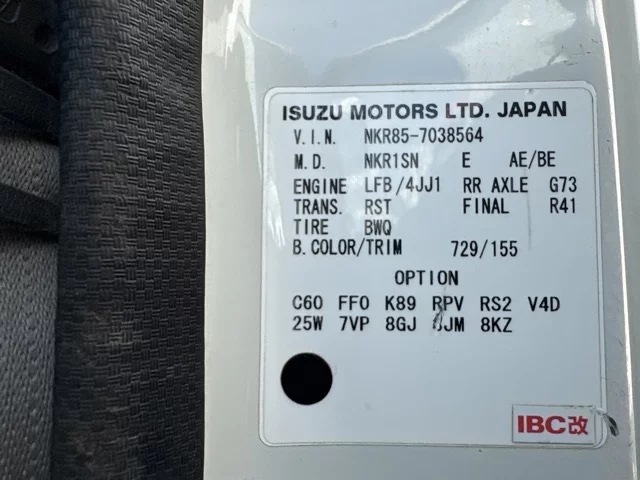 ISUZU MOTORS LTD. JAPAN
V.I.N. NKR85-7038564
M.D. NKR1SN E AE/BE
ENGINE LFB/4JJ1 RR AXLE G73
TRANS. RST FINAL R41
TIRE BWQ
B.COLOR/TRIM 729/155
OPTION
C60 FF0 K89 RPV RS2 V4D
25W 7VP 8GJ 8KZ
IBC改